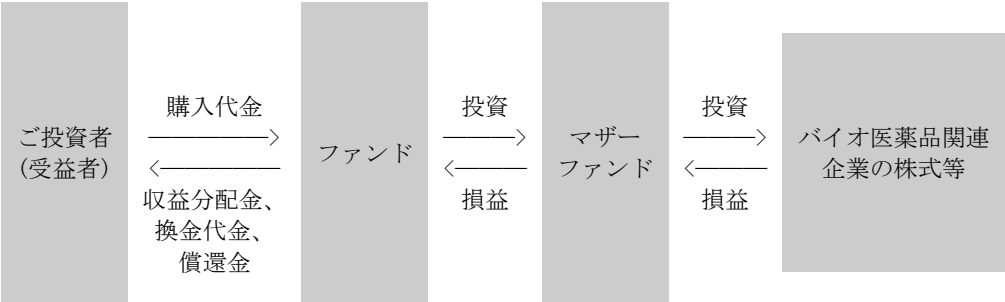 ご投資者
(受益者)
購入代金
収益分配金、
換金代金、
償還金
ファンド
投資
損益
マザー
ファンド
投資
損益
バイオ医薬品関連
企業の株式等